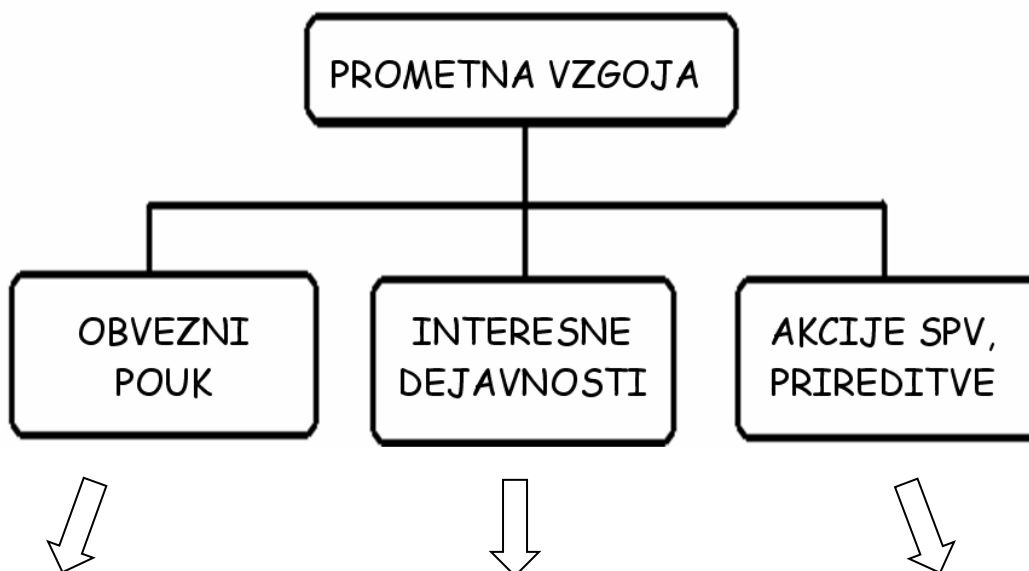 PROMETNA VZGOJA
OBVEZNI
POUK
INTERESNE
DEJAVNOSTI
AKCIJE SPV,
PRIREDITVE